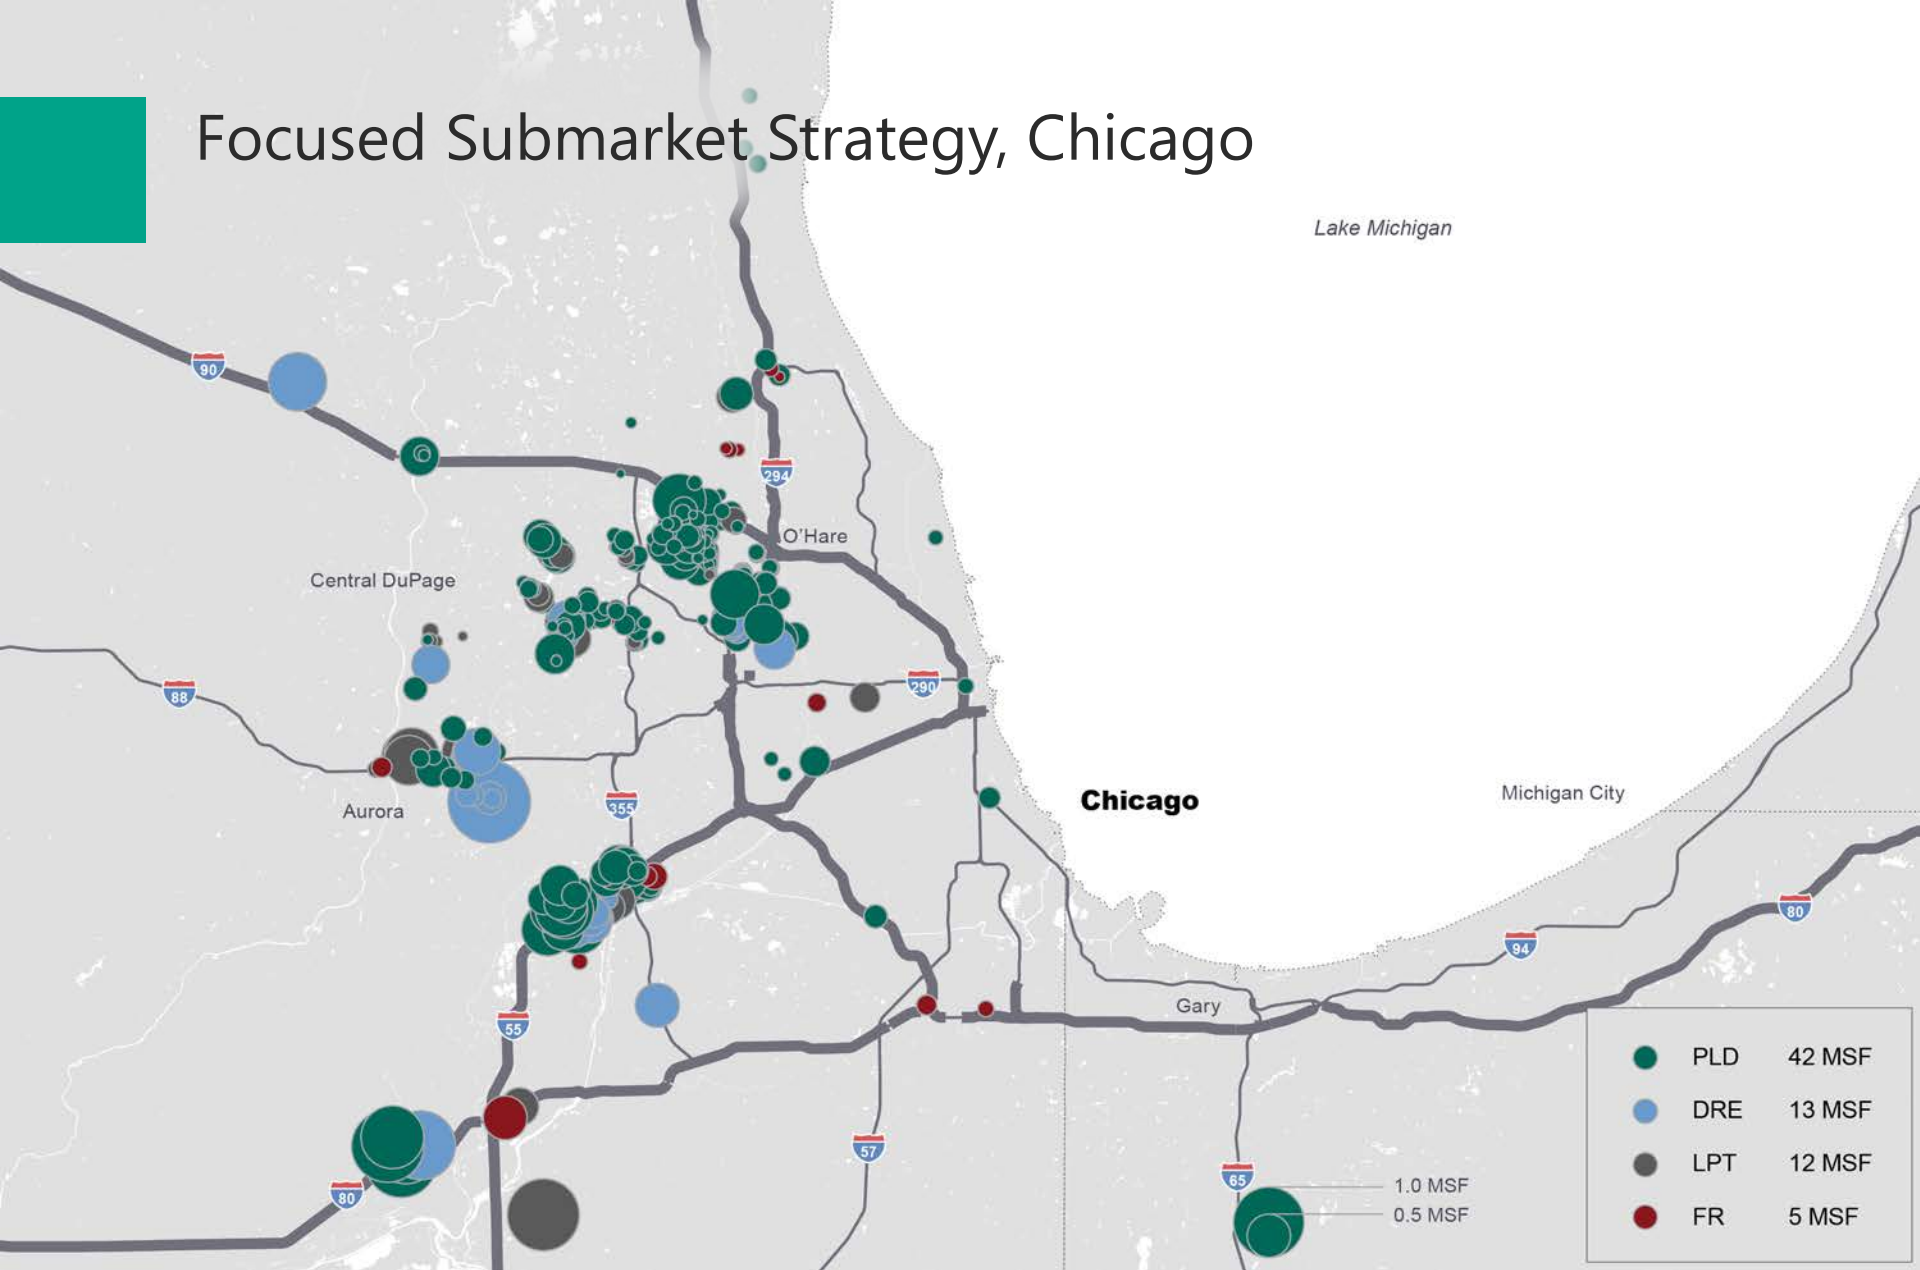 Focused Submarket Strategy, Chicago
Lake Michigan
90
294
O'Hare
Central DuPage
290
88
355
Chicago
Michigan City
Aurora
80
94
Gary
55
PLD 42 MSF
DRE 13 MSF
57
LPT 12 MSF
65
1.0 MSF
80
0.5 MSF
FR 5 MSF